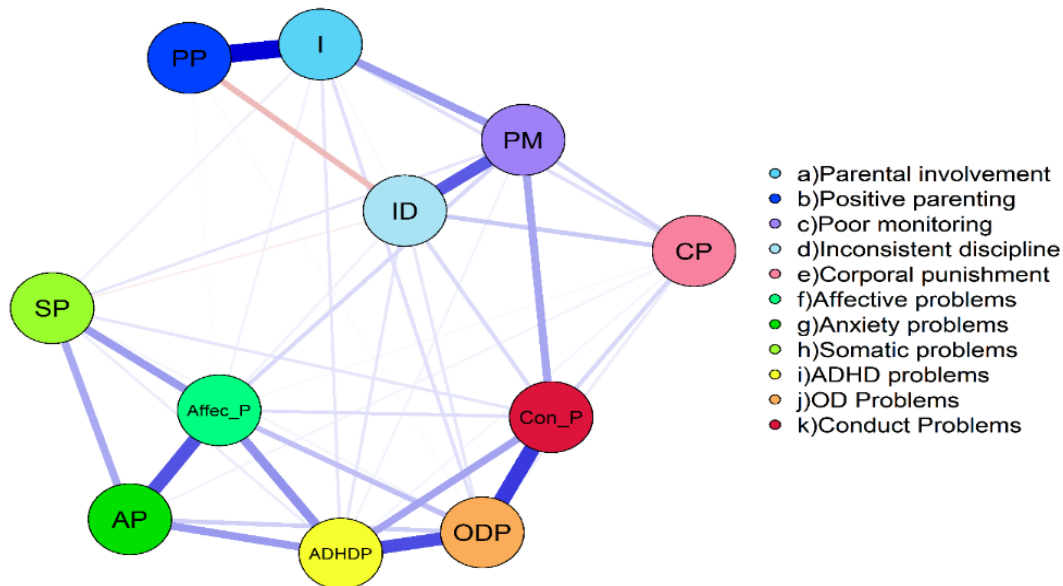 PP
I
PM
ID
CP
SP
Affec_P
Con_P
AP
ADHDP
ODP
a)Parental involvement
b)Positive parenting
c)Poor monitoring
d)Inconsistent discipline
e)Corporal punishment
f)Affective problems
g)Anxiety problems
h)Somatic problems
i)ADHD problems
j)OD Problems
k)Conduct Problems